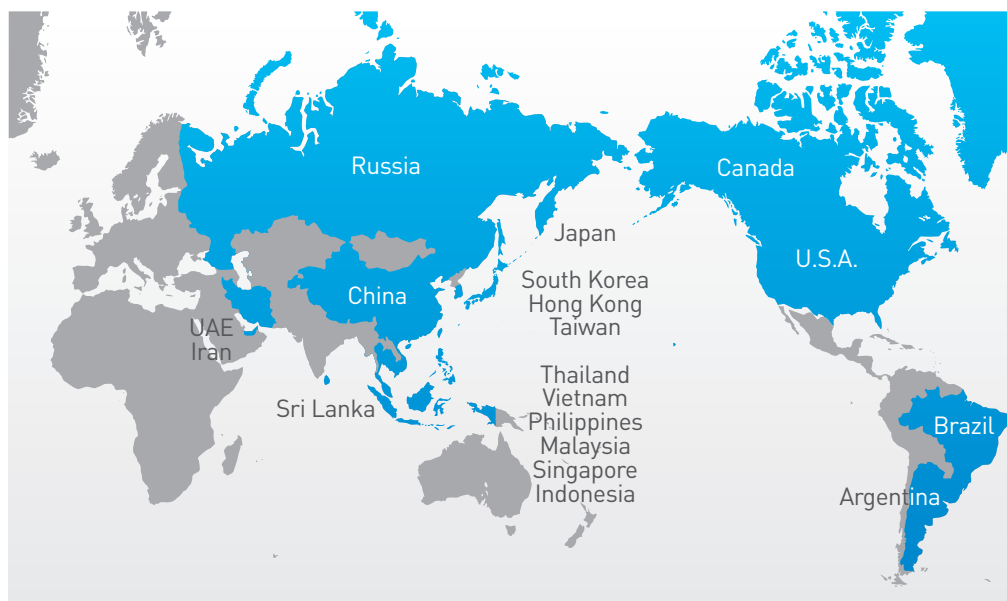 Russia
Canada
Japan
U.S.A.
South Korea
Hong Kong
Taiwan
China
UAE
Iran
Thailand
Vietnam
Philippines
Malaysia
Singapore
Indonesia
Sri Lanka
Brazil
Argentina